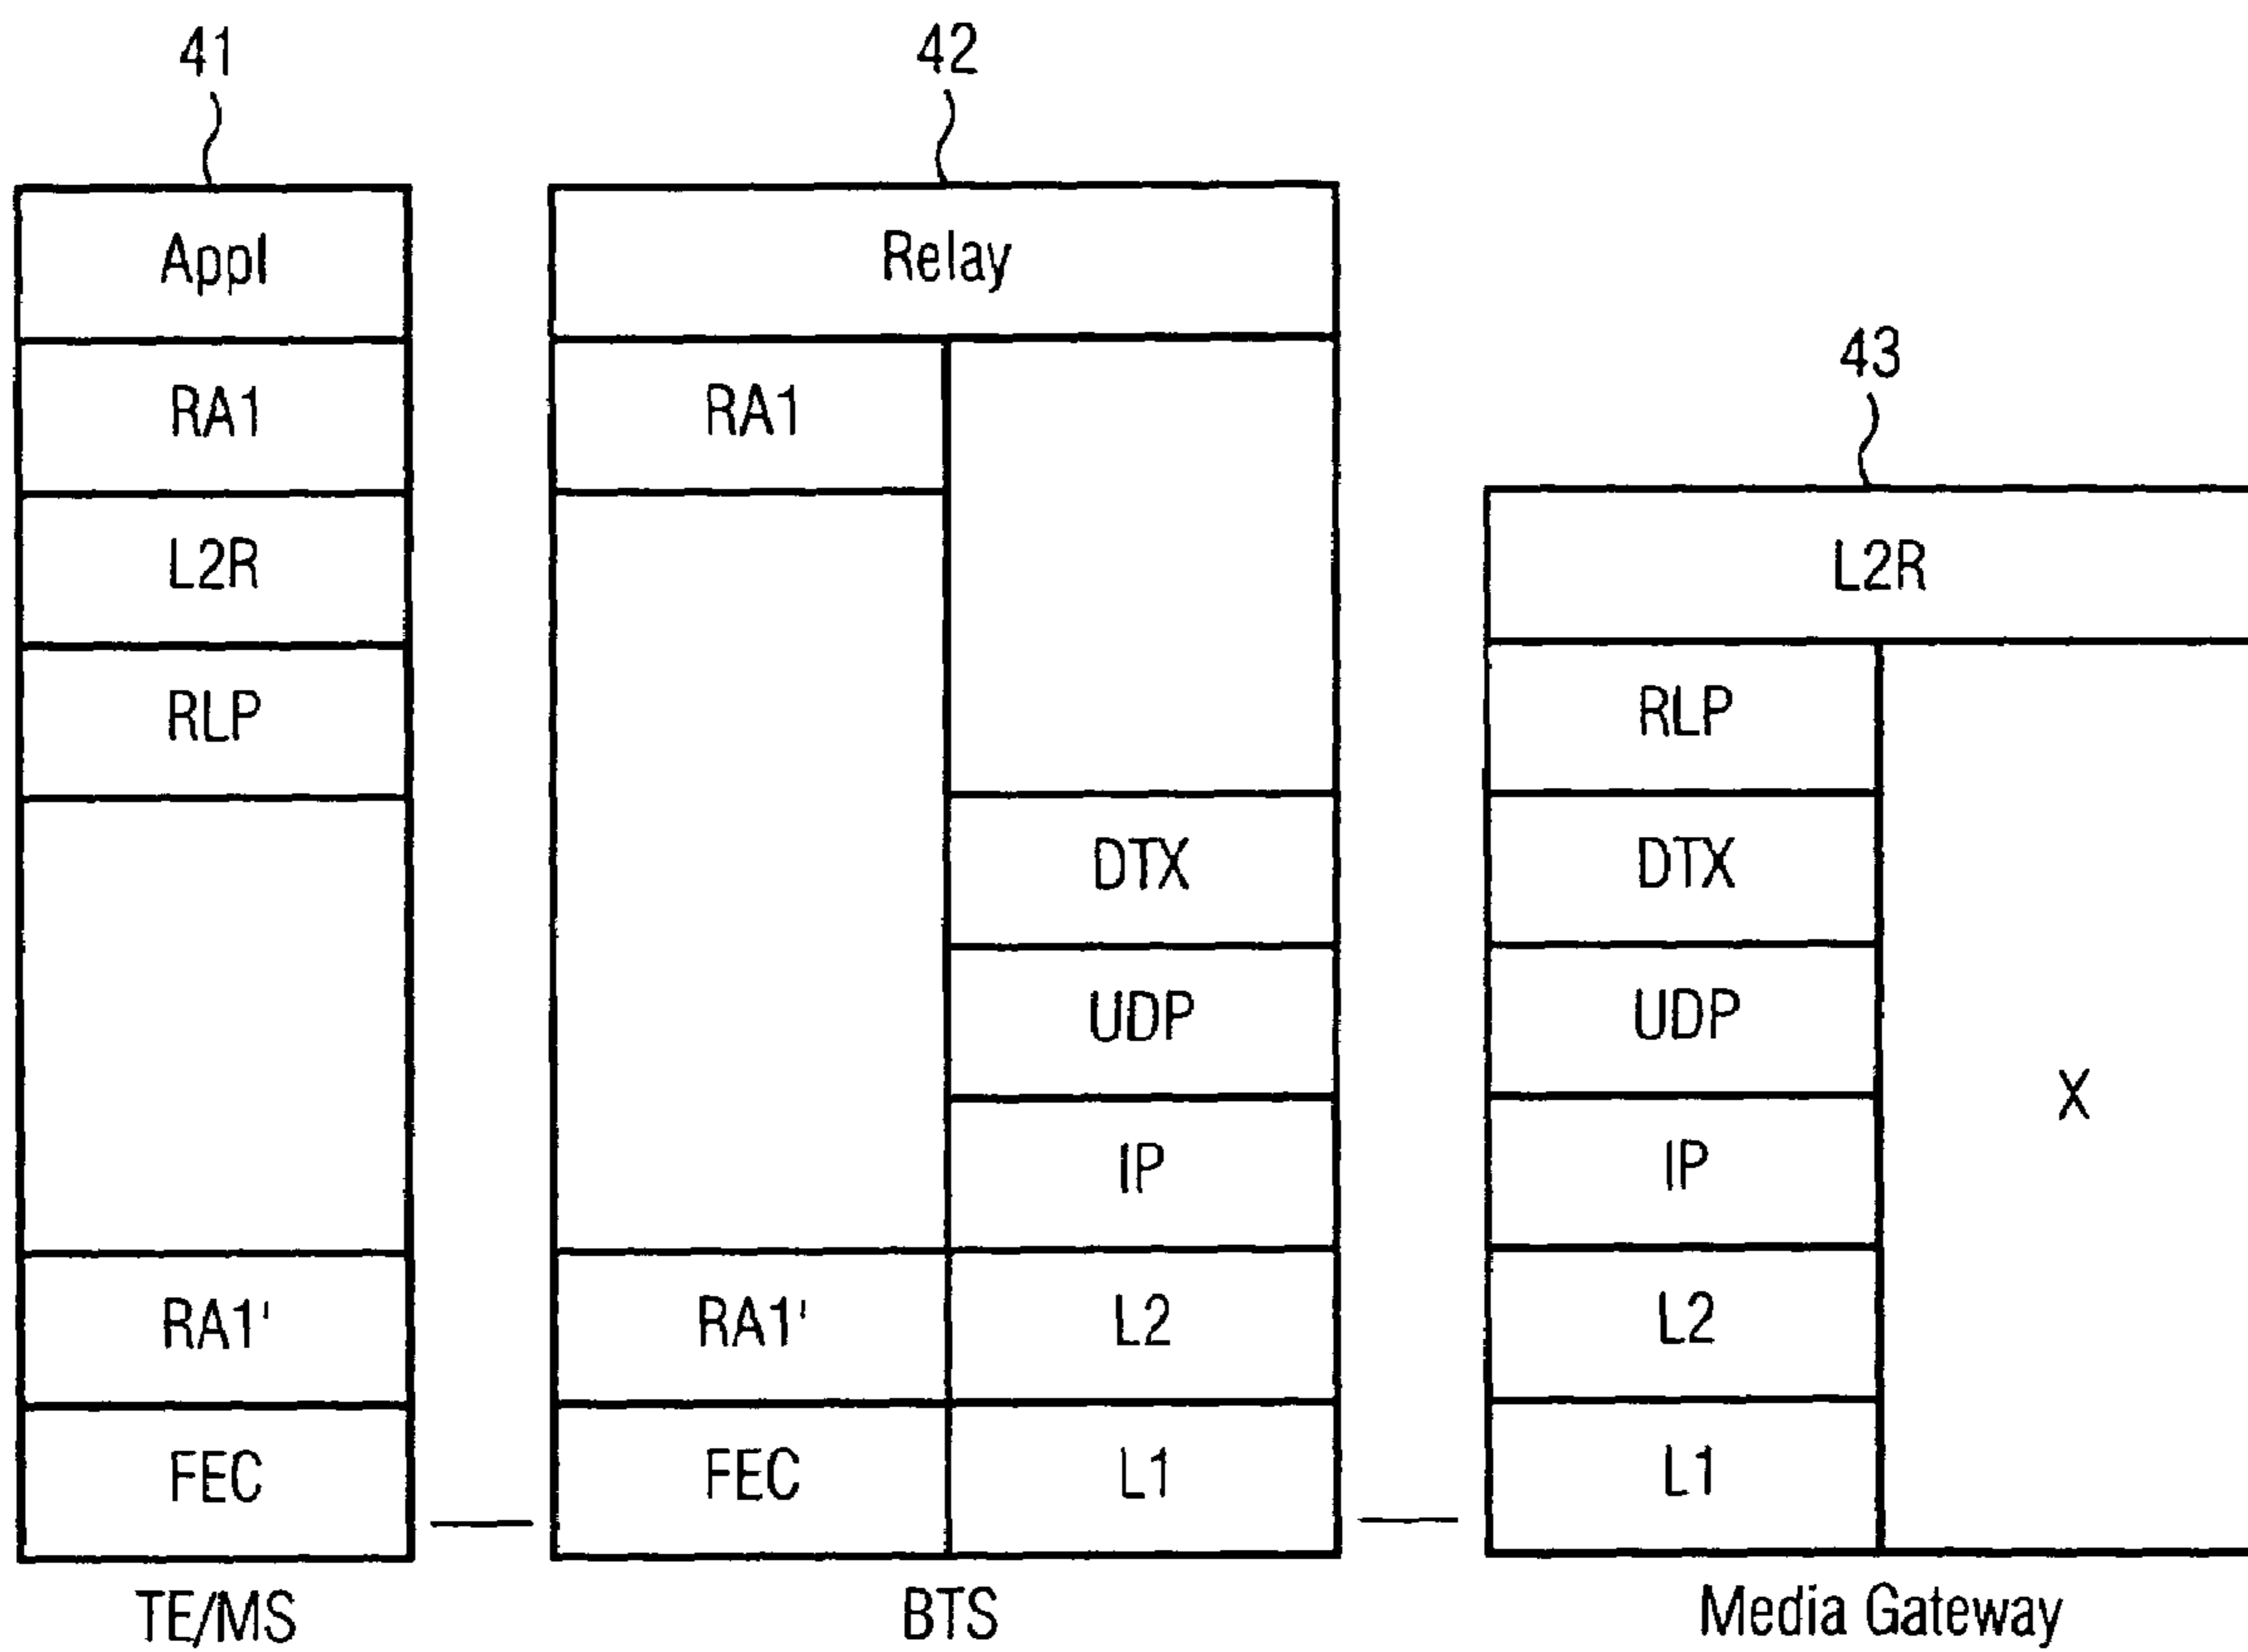 41
42
43
Appl
RA1
L2R
RLP
RA1'
FEC
TE/MS
Relay
RA1
RA1'
FEC
DTX
UDP
IP
L2
L1
BTS
L2R
RLP
DTX
UDP
IP
L2
L1
X
Media Gateway